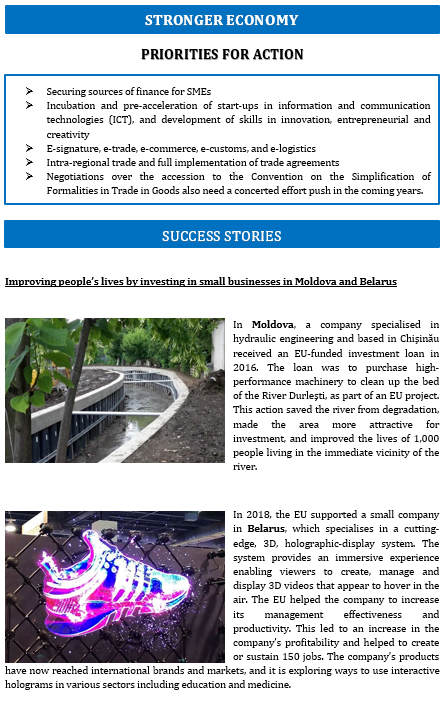 STRONGER ECONOMY
PRIORITIES FOR ACTION
➢ Securing sources of finance for SMEs
➢ Incubation and pre-acceleration of start-ups in information and communication
technologies (ICT), and development of skills in innovation, entrepreneurial and
creativity
➢ E-signature, e-trade, e-commerce, e-customs, and e-logistics
➢ Intra-regional trade and full implementation of trade agreements
➢ Negotiations over the accession to the Convention on the Simplification of
Formalities in Trade in Goods also need a concerted effort push in the coming years.
SUCCESS STORIES
Improving people's lives by investing in small businesses in Moldova and Belarus
In Moldova, a company specialised in
hydraulic engineering and based in Chișinău
received an EU-funded investment loan in
2016. The loan was to purchase high-
performance machinery to clean up the bed
of the River Durlești, as part of an EU project.
This action saved the river from degradation,
made the area more attractive for
investment, and improved the lives of 1,000
people living in the immediate vicinity of the
river.
In 2018, the EU supported a small company
in Belarus, which specialises in a cutting-
edge, 3D, holographic-display system. The
system provides an immersive experience
enabling viewers to create, manage and
display 3D videos that appear to hover in the
air. The EU helped the company to increase
its management effectiveness and
productivity. This led to an increase in the
company's profitability and helped to create
or sustain 150 jobs. The company's products
have now reached international brands and markets, and it is exploring ways to use interactive
holograms in various sectors including education and medicine.